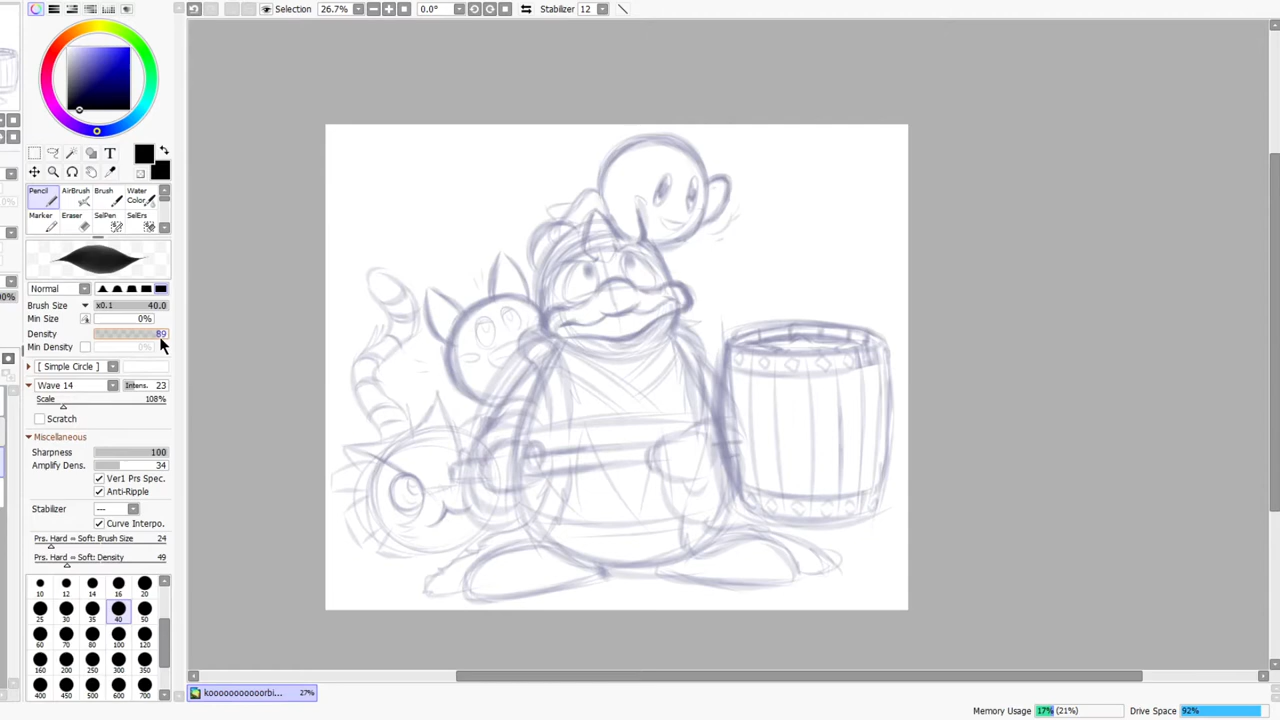 Selection 26.7% 0.0° Stabilizer 12
T
Pencil AirBrush Brush Water Color
Marker Eraser SelPen SelErs
Normal
Brush Size x0.1 40.0
Min Size 0%
Density 89
Min Density 0%
[ Simple Circle ]
Wave 14 Intens. 23
Scale 108%
Scratch
Miscellaneous
Sharpness 100
Amplify Dens. 34
Ver1 Prs Spec.
Anti-Ripple
Stabilizer ---
Curve Interpo.
Prs. Hard ⇔ Soft: Brush Size 24
Prs. Hard ⇔ Soft: Density 49
10 12 14 16 20
25 30 35 40 50
60 70 80 100 120
160 200 250 300 350
400 450 500 600 700
kooooooooooorbi... 27%
Memory Usage 17% (21%) Drive Space 92%